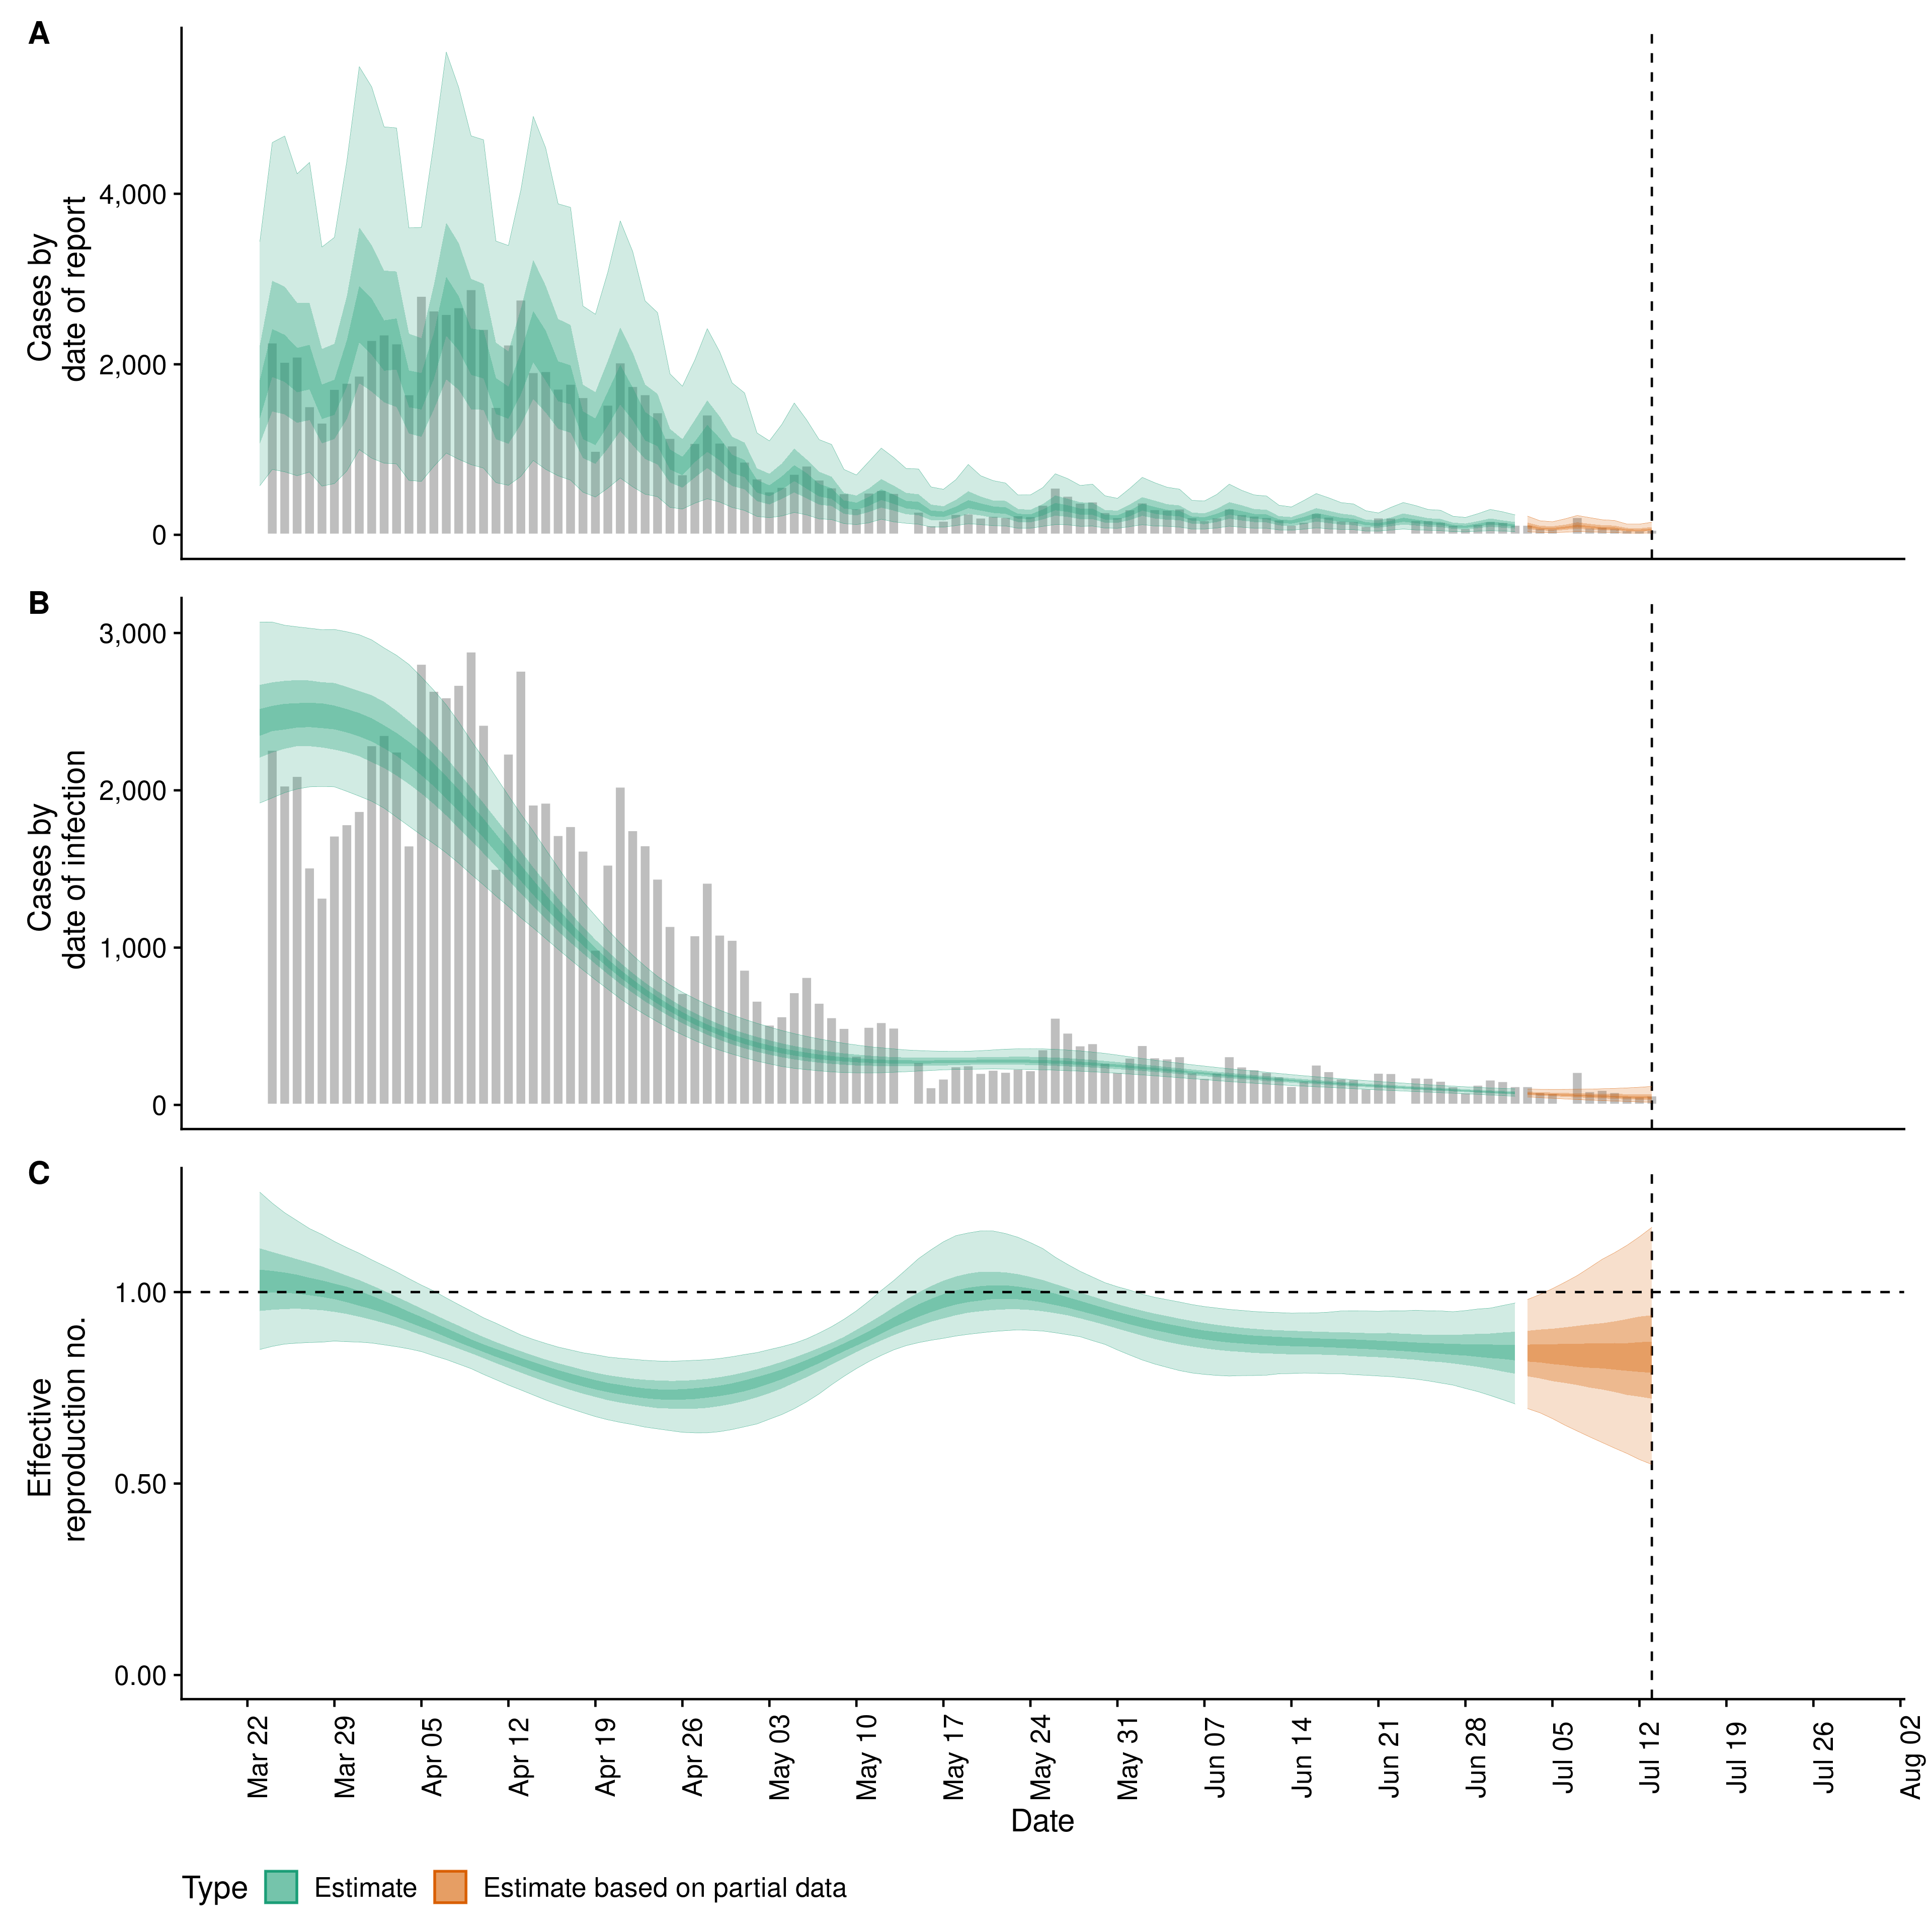 A
Cases by
date of report
4,000
2,000
0
B
Cases by
date of infection
3,000
2,000
1,000
0
C
Effective
reproduction no.
1.00
0.50
0.00
Mar 22
Mar 29
Apr 05
Apr 12
Apr 19
Apr 26
May 03
May 10
May 17
May 24
May 31
Jun 07
Jun 14
Jun 21
Jun 28
Jul 05
Jul 12
Jul 19
Jul 26
Aug 02
Date
Type Estimate Estimate based on partial data